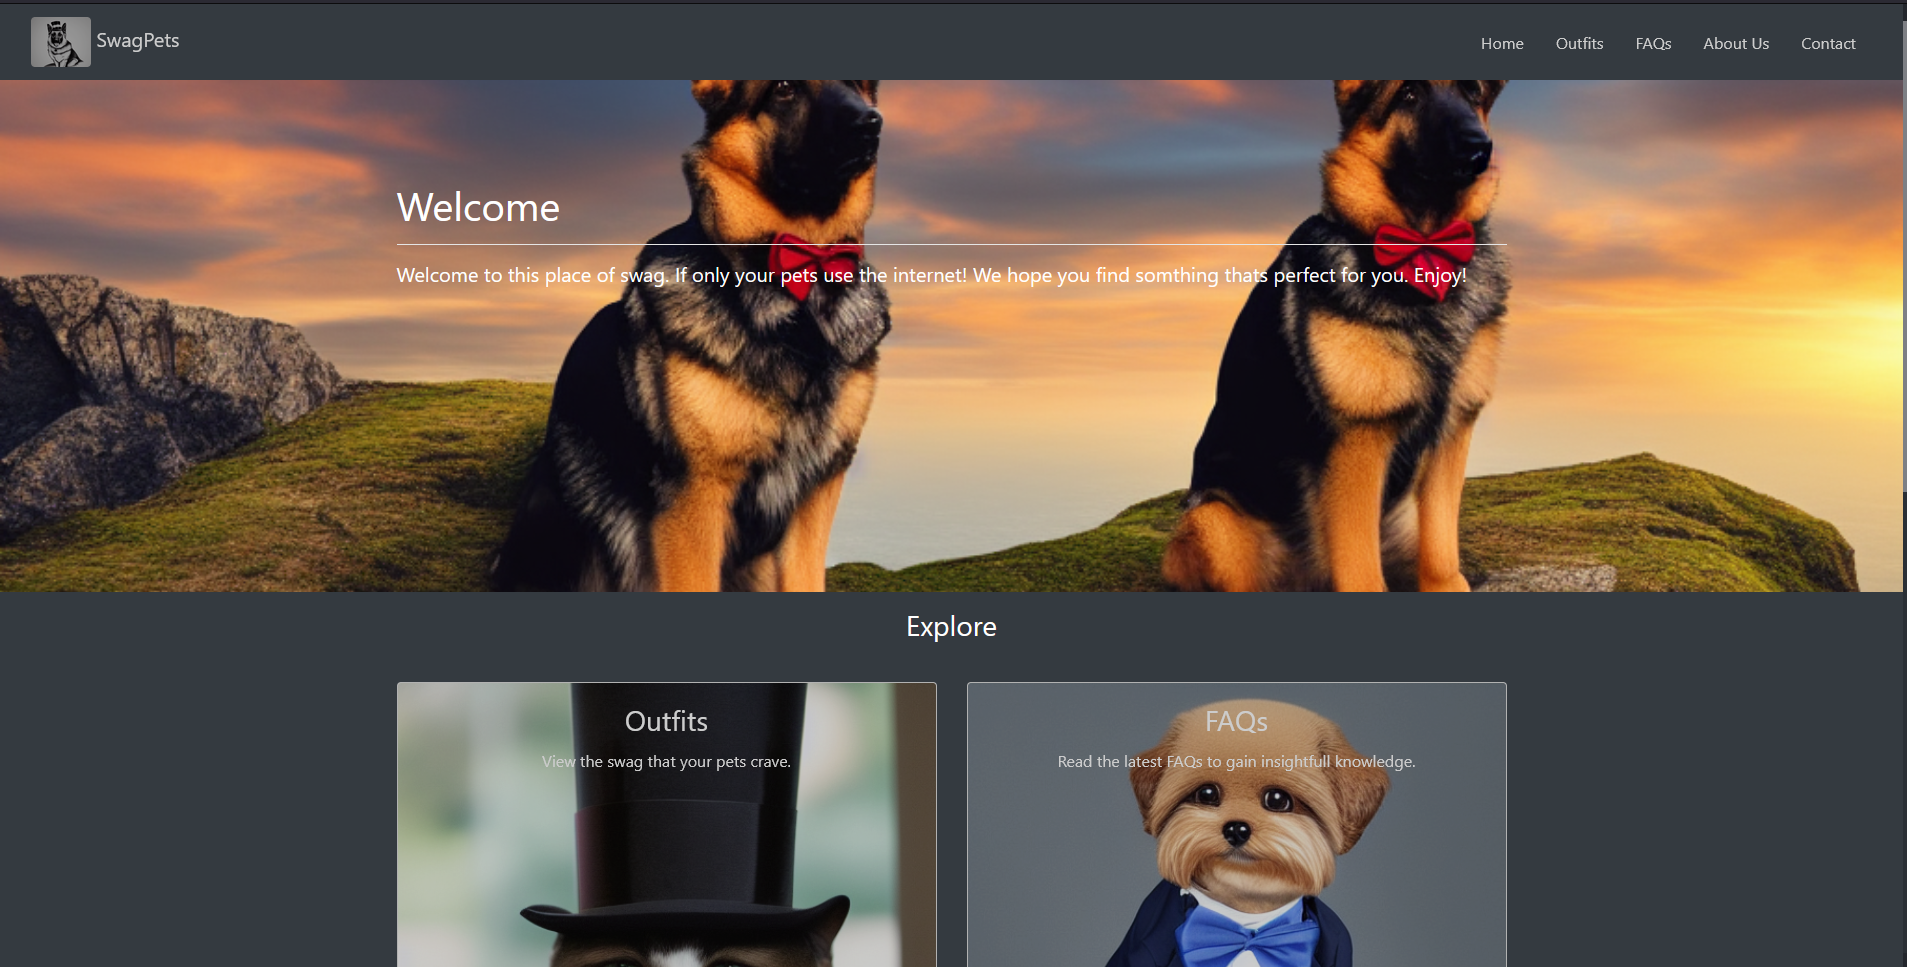 SwagPets
Home Outfits FAQs About Us Contact
Welcome
Welcome to this place of swag. If only your pets use the internet! We hope you find somthing thats perfect for you. Enjoy!
Explore
Outfits
View the swag that your pets crave.
FAQs
Read the latest FAQs to gain insightfull knowledge.